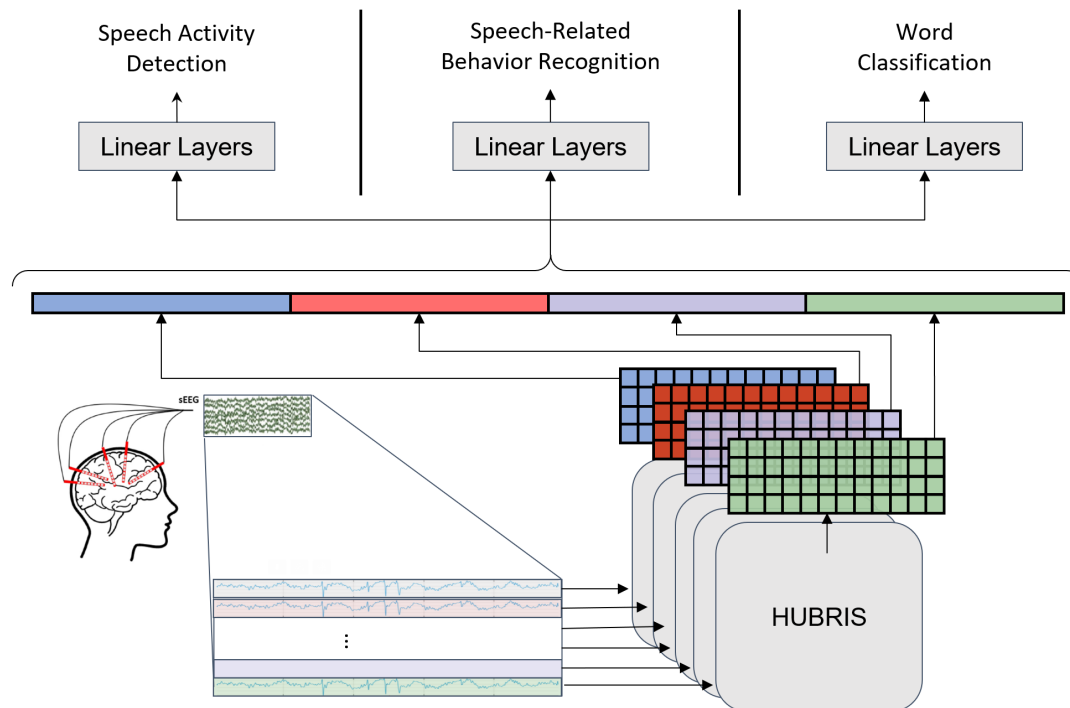 Speech Activity
Detection
Speech-Related
Behavior Recognition
Word
Classification
Linear Layers
Linear Layers
Linear Layers
sEEG
...
HUBRIS